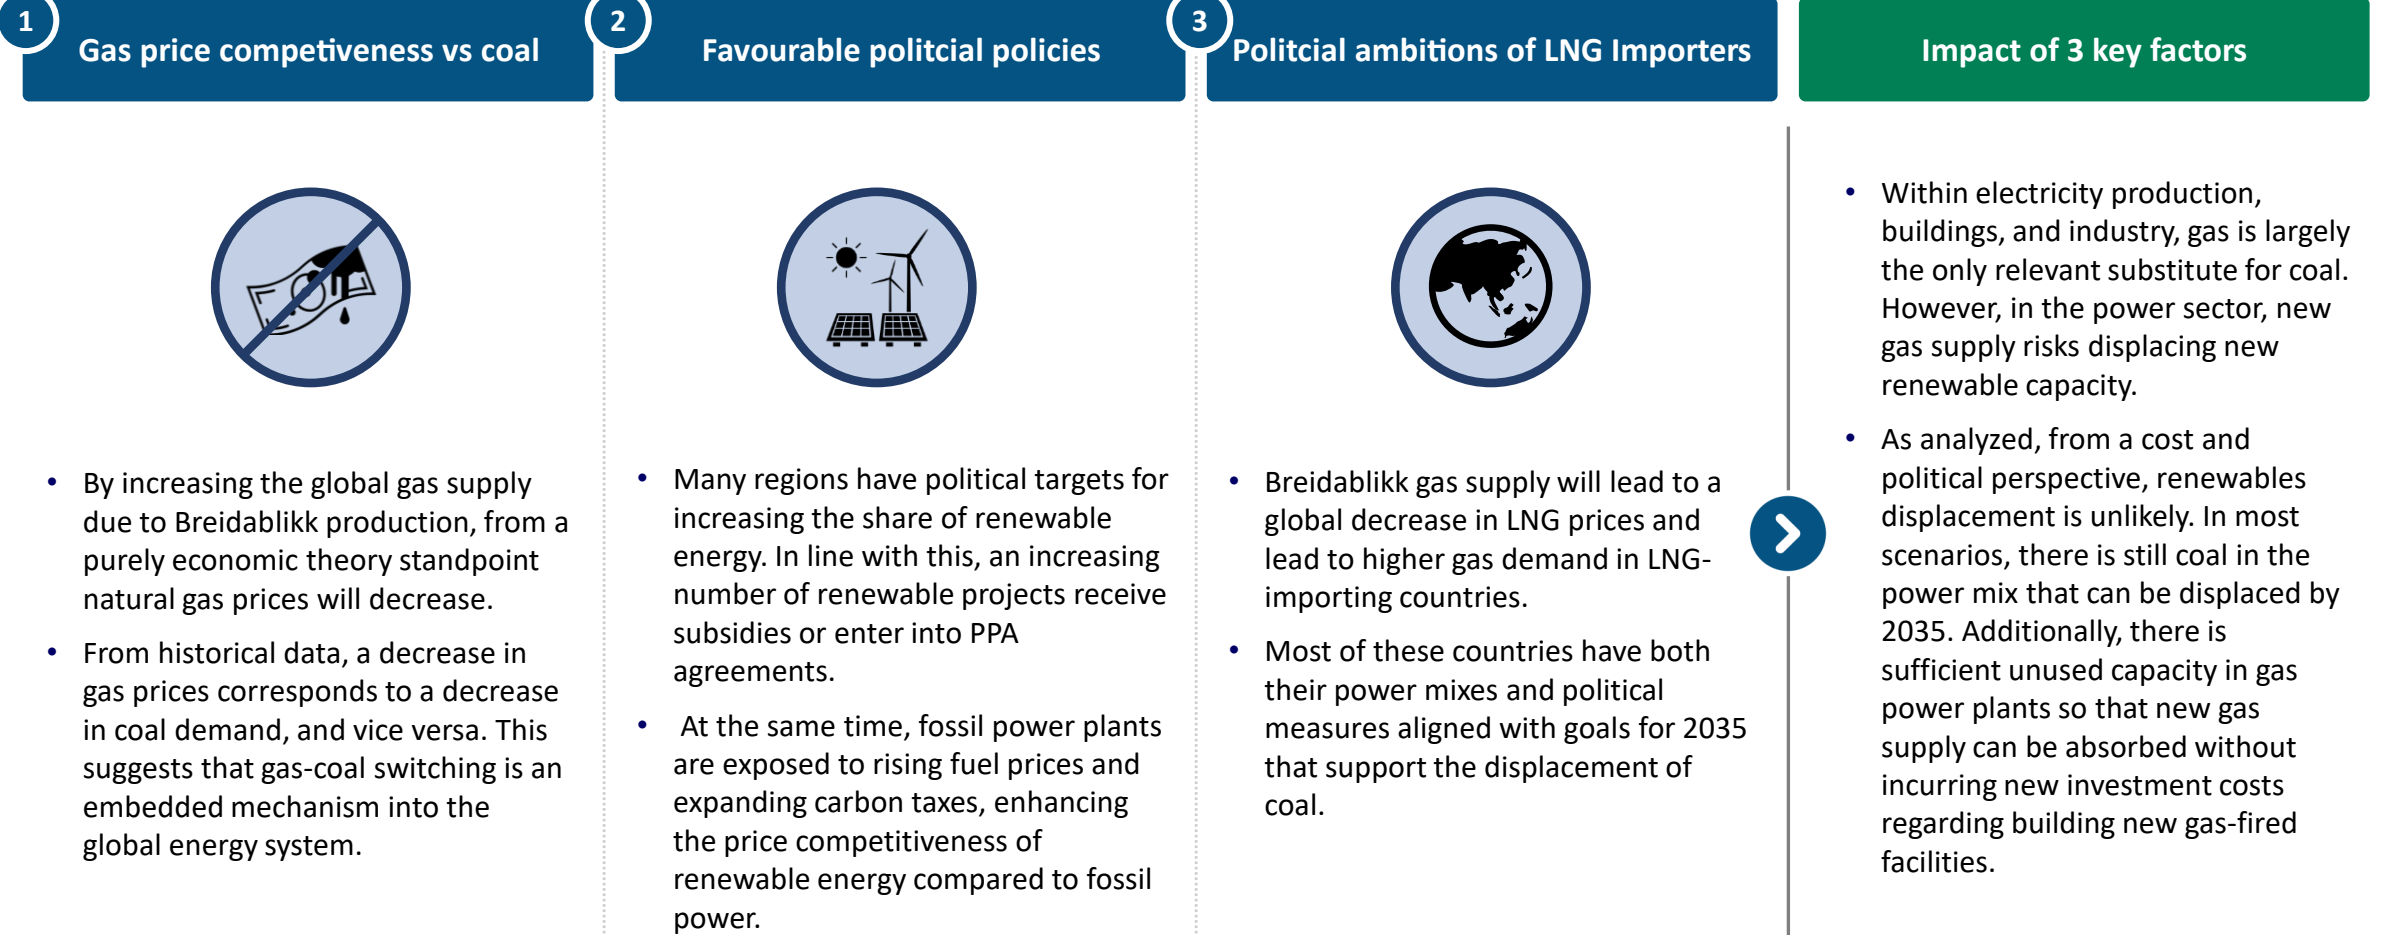 1
Gas price competiveness vs coal
By increasing the global gas supply
due to Breidablikk production, from a
purely economic theory standpoint
natural gas prices will decrease.
From historical data, a decrease in
gas prices corresponds to a decrease
in coal demand, and vice versa. This
suggests that gas-coal switching is an
embedded mechanism into the
global energy system.
2
Favourable politcial policies
Many regions have political targets for
increasing the share of renewable
energy. In line with this, an increasing
number of renewable projects receive
subsidies or enter into PPA
agreements.
At the same time, fossil power plants
are exposed to rising fuel prices and
expanding carbon taxes, enhancing
the price competitiveness of
renewable energy compared to fossil
power.
3
Politcial ambitions of LNG Importers
Breidablikk gas supply will lead to a
global decrease in LNG prices and
lead to higher gas demand in LNG-
importing countries.
Most of these countries have both
their power mixes and political
measures aligned with goals for 2035
that support the displacement of
coal.
Impact of 3 key factors
Within electricity production,
buildings, and industry, gas is largely
the only relevant substitute for coal.
However, in the power sector, new
gas supply risks displacing new
renewable capacity.
As analyzed, from a cost and
political perspective, renewables
displacement is unlikely. In most
scenarios, there is still coal in the
power mix that can be displaced by
2035. Additionally, there is
sufficient unused capacity in gas
power plants so that new gas
supply can be absorbed without
incurring new investment costs
regarding building new gas-fired
facilities.